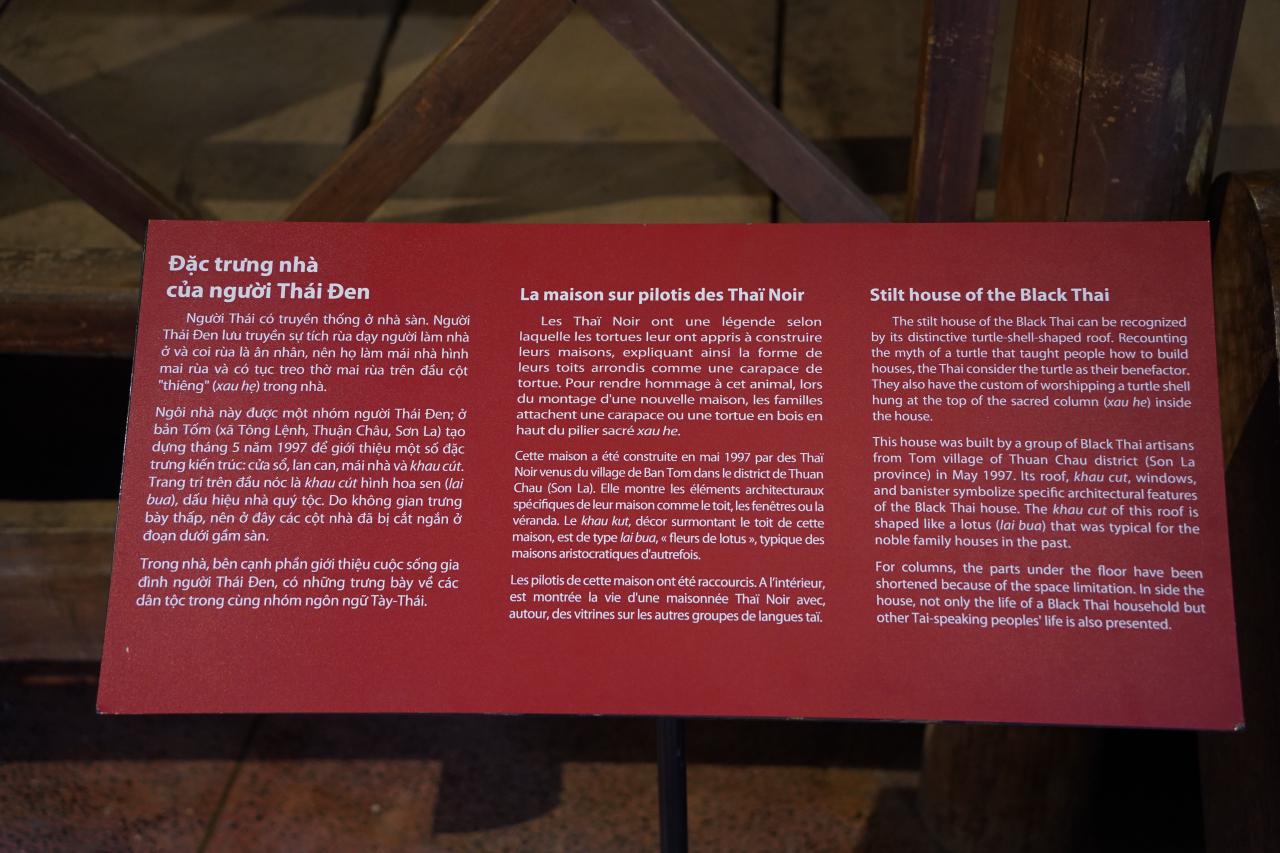 Đặc trưng nhà
của người Thái Đen
Người Thái có truyền thống ở nhà sàn. Người
Thái Đen lưu truyền sự tích rùa dạy người làm nhà
ở và coi rùa là ân nhân, nên họ làm mái nhà hình
mai rùa và có tục treo thờ mai rùa trên đầu cột
"thiêng" (xau hẹ) trong nhà.
Ngôi nhà này được một nhóm người Thái Đen; ở
bản Tốm (xã Tông Lệnh, Thuận Châu, Sơn La) tạo
dựng tháng 5 năm 1997 để giới thiệu một số đặc
trưng kiến trúc: cửa sổ, lan can, mái nhà và khau cút.
Trang trí trên đầu nóc là khau cút hình hoa sen (lai
bua), dấu hiệu nhà quý tộc. Do không gian trưng
bày thấp, nên ở đây các cột nhà đã bị cắt ngắn ở
đoạn dưới gầm sàn.
Trong nhà, bên cạnh phần giới thiệu cuộc sống gia
đình người Thái Đen, có những trưng bày về các
dân tộc trong cùng nhóm ngôn ngữ Tày-Thái.
La maison sur pilotis des Thaï Noir
Les Thaï Noir ont une légende selon
laquelle les tortues leur ont appris à construire
leurs maisons, expliquant ainsi la forme de
leurs toits arrondis comme une carapace de
tortue. Pour rendre hommage à cet animal, lors
du montage d'une nouvelle maison, les familles
attachent une carapace ou une tortue en bois en
haut du pilier sacré xau he.
Cette maison a été construite en mai 1997 par des Thaï
Noir venus du village de Ban Tom dans le district de Thuan
Chau (Son La). Elle montre les éléments architecturaux
spécifiques de leur maison comme le toit, les fenêtres ou la
véranda. Le khau kut, décor surmontant le toit de cette
maison, est de type lai bua, « fleurs de lotus », typique des
maisons aristocratiques d'autrefois.
Les pilotis de cette maison ont été raccourcis. A l'intérieur,
est montrée la vie d'une maisonnée Thaï Noir avec,
autour, des vitrines sur les autres groupes de langues taï.
Stilt house of the Black Thai
The stilt house of the Black Thai can be recognized
by its distinctive turtle-shell-shaped roof. Recounting
the myth of a turtle that taught people how to build
houses, the Thai consider the turtle as their benefactor.
They also have the custom of worshipping a turtle shell
hung at the top of the sacred column (xau he) inside
the house.
This house was built by a group of Black Thai artisans
from Tom village of Thuan Chau district (Son La
province) in May 1997. Its roof, khau cut, windows,
and banister symbolize specific architectural features
of the Black Thai house. The khau cut of this roof is
shaped like a lotus (lai bua) that was typical for the
noble family houses in the past.
For columns, the parts under the floor have been
shortened because of the space limitation. In side the
house, not only the life of a Black Thai household but
other Tai-speaking peoples' life is also presented.